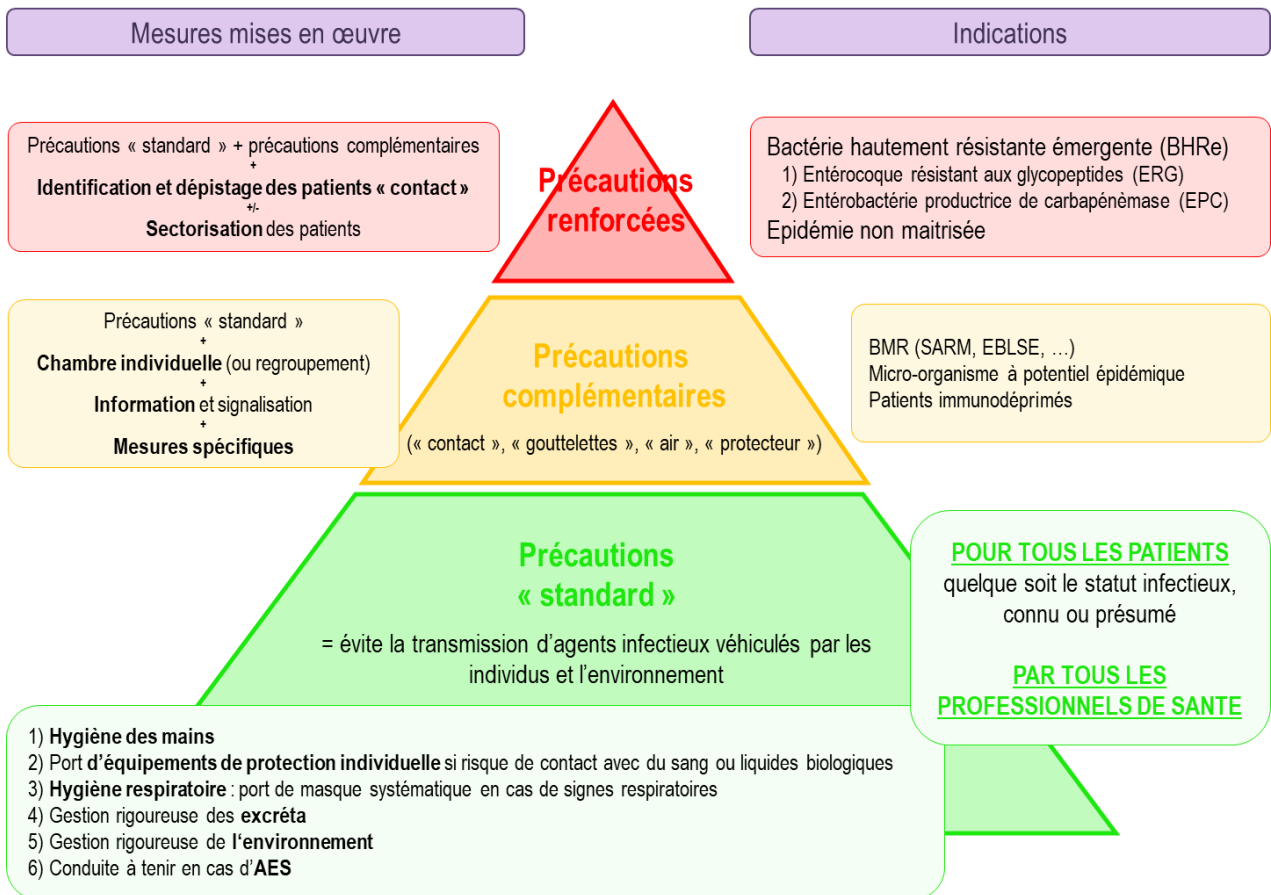 Mesures mises en œuvre
Indications
Précautions « standard » + précautions complémentaires
+
Identification et dépistage des patients « contact »
+/-
Sectorisation des patients
Précautions
renforcées
Bactérie hautement résistante émergente (BHRe)
1) Entérocoque résistant aux glycopeptides (ERG)
2) Entérobactérie productrice de carbapénèmase (EPC)
Epidémie non maitrisée
Précautions « standard »
+
Chambre individuelle (ou regroupement)
+
Information et signalisation
+
Mesures spécifiques
Précautions
complémentaires
(« contact », « gouttelettes », « air », « protecteur »)
BMR (SARM, EBLSE, …)
Micro-organisme à potentiel épidémique
Patients immunodéprimés
Précautions
« standard »
= évite la transmission d’agents infectieux véhiculés par les
individus et l’environnement
POUR TOUS LES PATIENTS
quelque soit le statut infectieux,
connu ou présumé
PAR TOUS LES
PROFESSIONNELS DE SANTE
1) Hygiène des mains
2) Port d’équipements de protection individuelle si risque de contact avec du sang ou liquides biologiques
3) Hygiène respiratoire : port de masque systématique en cas de signes respiratoires
4) Gestion rigoureuse des excréta
5) Gestion rigoureuse de l‘environnement
6) Conduite à tenir en cas d’AES